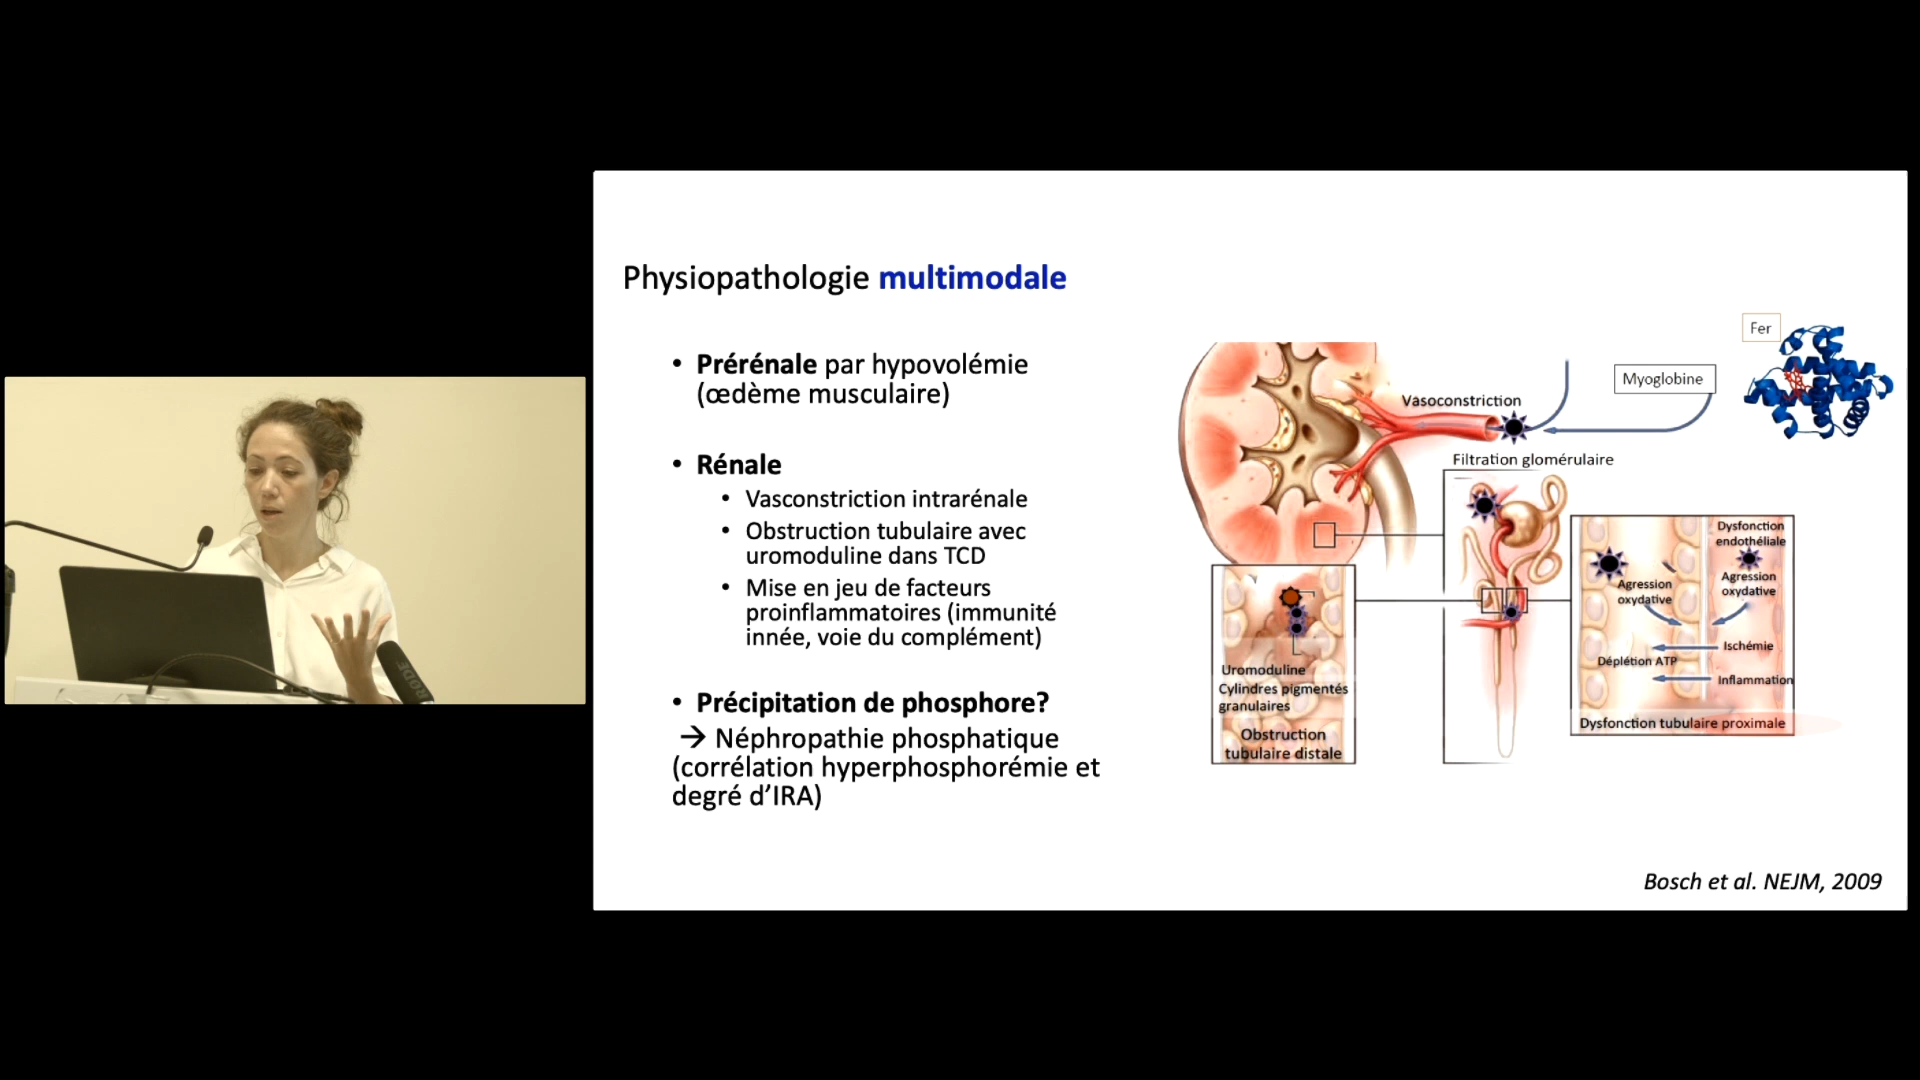 Physiopathologie multimodale
• Prérénale par hypovolémie
(œdème musculaire)
• Rénale
• Vasconstriction intrarénale
• Obstruction tubulaire avec
uromoduline dans TCD
• Mise en jeu de facteurs
proinflammatoires (immunité
innée, voie du complément)
• Précipitation de phosphore?
→ Néphropathie phosphatique
(corrélation hyperphosphorémie et
degré d’IRA)
Fer
Myoglobine
Vasoconstriction
Filtration glomérulaire
Dysfonction
endothéliale
Agression
oxydative
Agression
oxydative
Ischémie
Déplétion ATP
Inflammation
Dysfonction tubulaire proximale
Uromoduline
Cylindres pigmentés
granulaires
Obstruction
tubulaire distale
Bosch et al. NEJM, 2009
RØDE